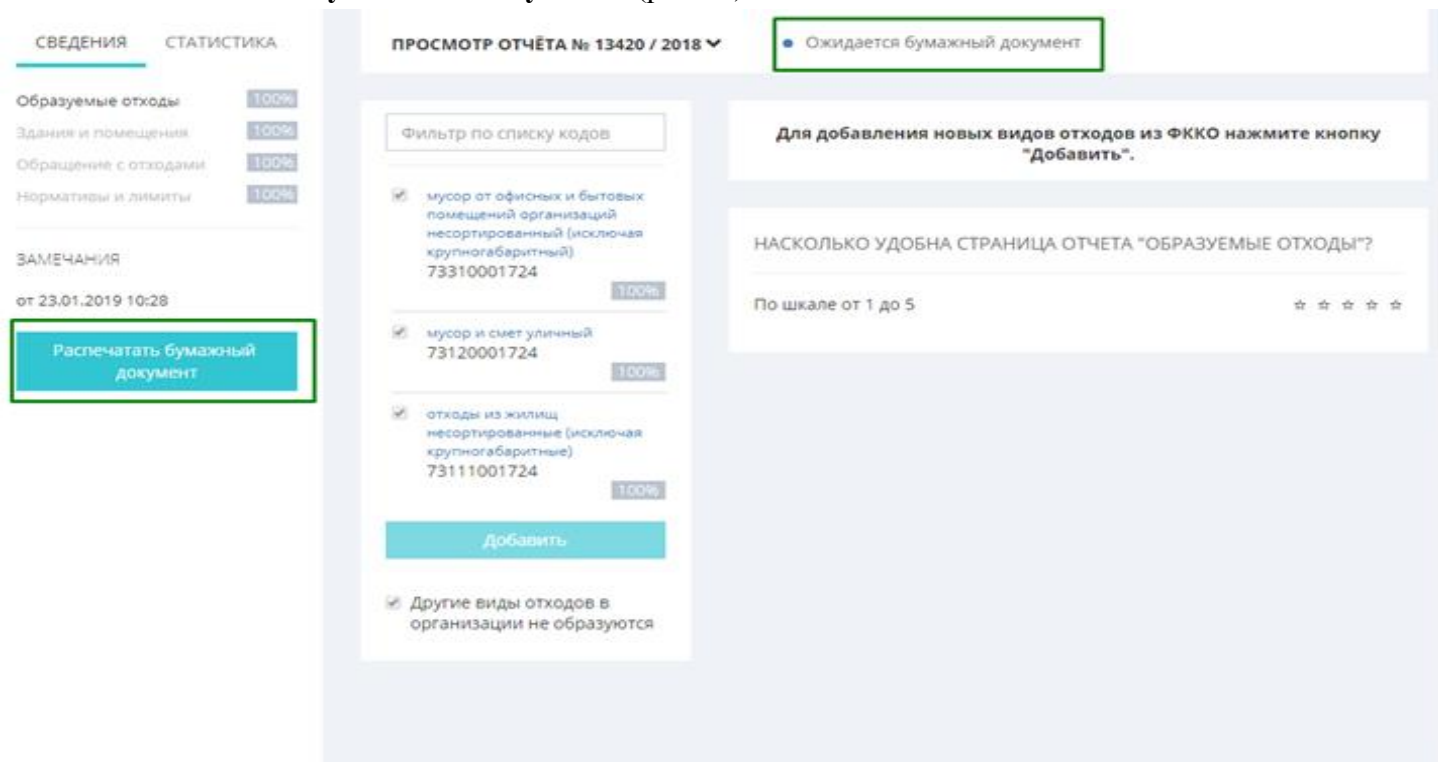 СВЕДЕНИЯ СТАТИСТИКА
Образуемые отходы 100%
Здания и помещения 100%
Обращение с отходами 100%
Нормативы и лимиты 100%
ЗАМЕЧАНИЯ
от 23.01.2019 10:28
Распечатать бумажный
документ
ПРОСМОТР ОТЧЁТА № 13420 / 2018
Ожидается бумажный документ
Фильтр по списку кодов
мусор от офисных и бытовых
помещений организаций
несортированный (исключая
крупногабаритный)
73310001724
100%
мусор и смет уличный
73120001724
100%
отходы из жилищ
несортированные (исключая
крупногабаритные)
73111001724
100%
Добавить
Другие виды отходов в
организации не образуются
Для добавления новых видов отходов из ФККО нажмите кнопку
"Добавить".
НАСКОЛЬКО УДОБНА СТРАНИЦА ОТЧЕТА "ОБРАЗУЕМЫЕ ОТХОДЫ"?
По шкале от 1 до 5